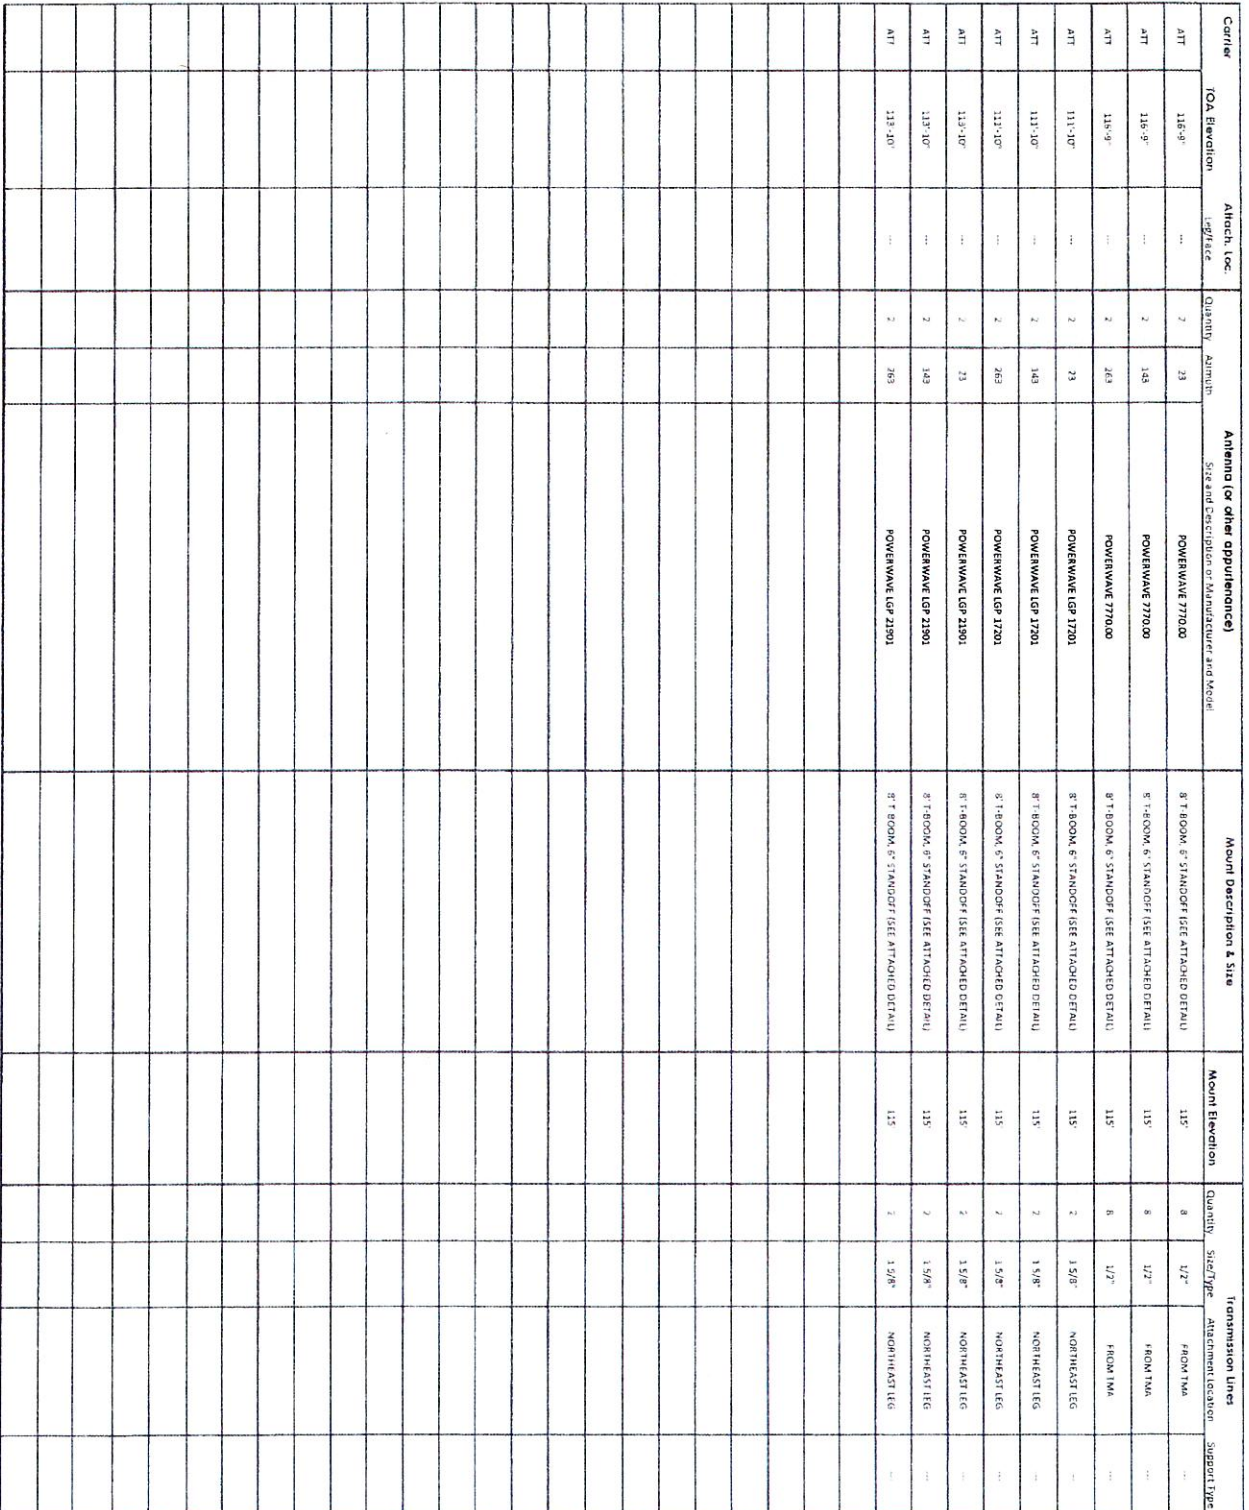 Carrier TOA Elevation Attach. Loc. Leg/Face Quantity Azimuth Antenna (or other appurtenance) Size and Description or Manufacturer and Model Mount Description & Size Mount Elevation Transmission Lines Quantity Size/Type Attachment Location Support Type
ATT 116'-9" --- 2 23 POWERWAVE 7770.00 8' T-BOOM, 6" STANDOFF (SEE ATTACHED DETAIL) 115' 8 1/2" FROM TMA ---
ATT 116'-9" --- 2 143 POWERWAVE 7770.00 8' T-BOOM, 6" STANDOFF (SEE ATTACHED DETAIL) 115' 8 1/2" FROM TMA ---
ATT 116'-9" --- 2 263 POWERWAVE 7770.00 8' T-BOOM, 6" STANDOFF (SEE ATTACHED DETAIL) 115' 8 1/2" FROM TMA ---
ATT 111'-10" --- 2 23 POWERWAVE LGP 17201 8' T-BOOM, 6" STANDOFF (SEE ATTACHED DETAIL) 115' 2 1 5/8" NORTHEAST LEG ---
ATT 111'-10" --- 2 143 POWERWAVE LGP 17201 8' T-BOOM, 6" STANDOFF (SEE ATTACHED DETAIL) 115' 2 1 5/8" NORTHEAST LEG ---
ATT 111'-10" --- 2 263 POWERWAVE LGP 17201 8' T-BOOM, 6" STANDOFF (SEE ATTACHED DETAIL) 115' 2 1 5/8" NORTHEAST LEG ---
ATT 113'-10" --- 2 23 POWERWAVE LGP 21901 8' T-BOOM, 6" STANDOFF (SEE ATTACHED DETAIL) 115' 2 1 5/8" NORTHEAST LEG ---
ATT 113'-10" --- 2 143 POWERWAVE LGP 21901 8' T-BOOM, 6" STANDOFF (SEE ATTACHED DETAIL) 115' 2 1 5/8" NORTHEAST LEG ---
ATT 113'-10" --- 2 263 POWERWAVE LGP 21901 8' T-BOOM, 6" STANDOFF (SEE ATTACHED DETAIL) 115' 2 1 5/8" NORTHEAST LEG ---